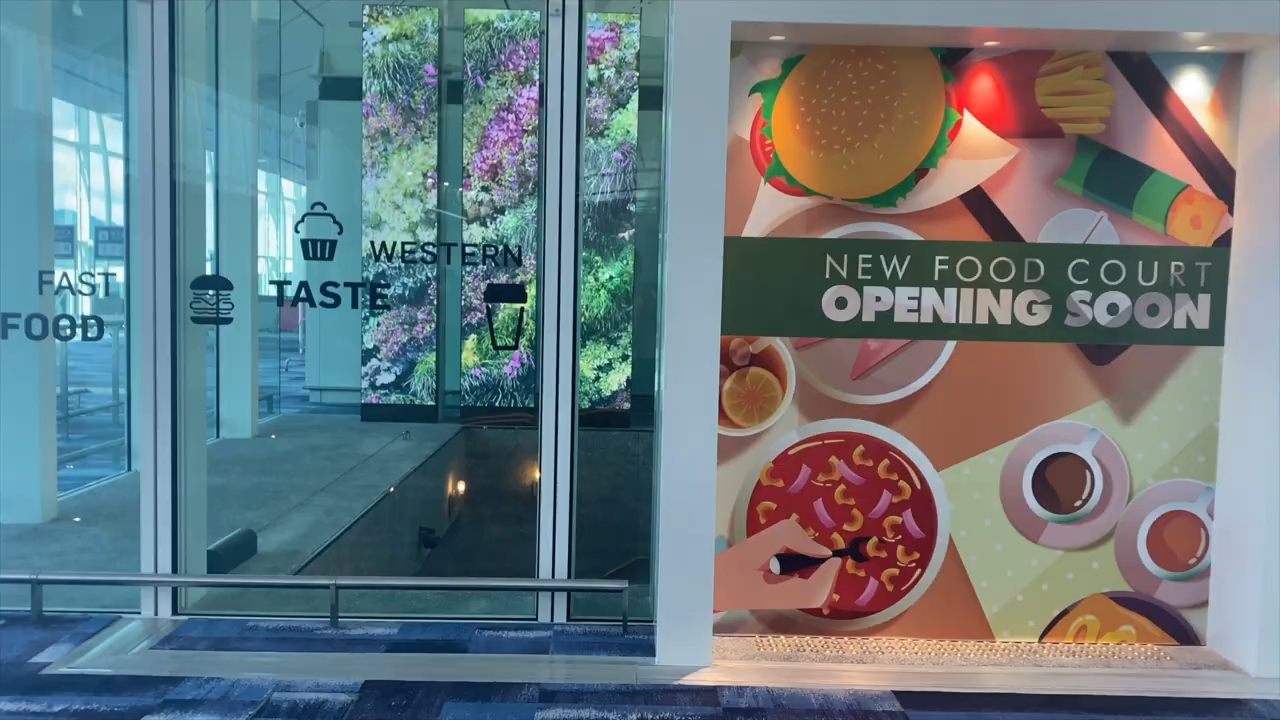 FAST
FOOD
WESTERN
TASTE
NEW FOOD COURT
OPENING SOON